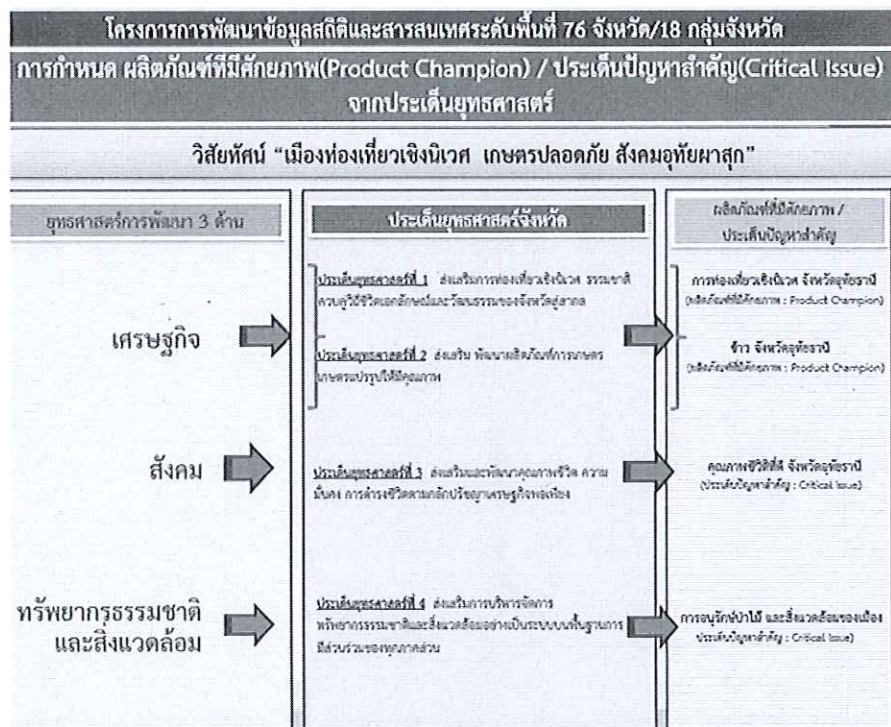 โครงการการพัฒนาข้อมูลสถิติและสารสนเทศระดับพื้นที่ 76 จังหวัด/18 กลุ่มจังหวัด
การกำหนด ผลิตภัณฑ์ที่มีศักยภาพ(Product Champion) / ประเด็นปัญหาสำคัญ(Critical Issue)
จากประเด็นยุทธศาสตร์
วิสัยทัศน์ “เมืองท่องเที่ยวเชิงนิเวศ เกษตรปลอดภัย สังคมอุทัยผาสุก”
ยุทธศาสตร์การพัฒนา 3 ด้าน
ประเด็นยุทธศาสตร์จังหวัด
ผลิตภัณฑ์ที่มีศักยภาพ /
ประเด็นปัญหาสำคัญ
เศรษฐกิจ
ประเด็นยุทธศาสตร์ที่ 1 ส่งเสริมการท่องเที่ยวเชิงนิเวศ ธรรมชาติ
ควบคู่วิถีชีวิตเอกลักษณ์และวัฒนธรรมของจังหวัดสู่สากล
ประเด็นยุทธศาสตร์ที่ 2 ส่งเสริม พัฒนาผลิตภัณฑ์การเกษตร
เกษตรแปรรูปให้มีคุณภาพ
การท่องเที่ยวเชิงนิเวศ จังหวัดอุทัยธานี
(ผลิตภัณฑ์ที่มีศักยภาพ : Product Champion)
ข้าว จังหวัดอุทัยธานี
(ผลิตภัณฑ์ที่มีศักยภาพ : Product Champion)
สังคม
ประเด็นยุทธศาสตร์ที่ 3 ส่งเสริมและพัฒนาคุณภาพชีวิต ความ
มั่นคง การดำรงชีวิตตามหลักปรัชญาเศรษฐกิจพอเพียง
คุณภาพชีวิตที่ดี จังหวัดอุทัยธานี
(ประเด็นปัญหาสำคัญ : Critical Issue)
ทรัพยากรธรรมชาติ
และสิ่งแวดล้อม
ประเด็นยุทธศาสตร์ที่ 4 ส่งเสริมการบริหารจัดการ
ทรัพยากรธรรมชาติและสิ่งแวดล้อมอย่างเป็นระบบบนพื้นฐานการ
มีส่วนร่วมของทุกภาคส่วน
การอนุรักษ์ป่าไม้ และสิ่งแวดล้อมของเมือง
ประเด็นปัญหาสำคัญ : Critical Issue)